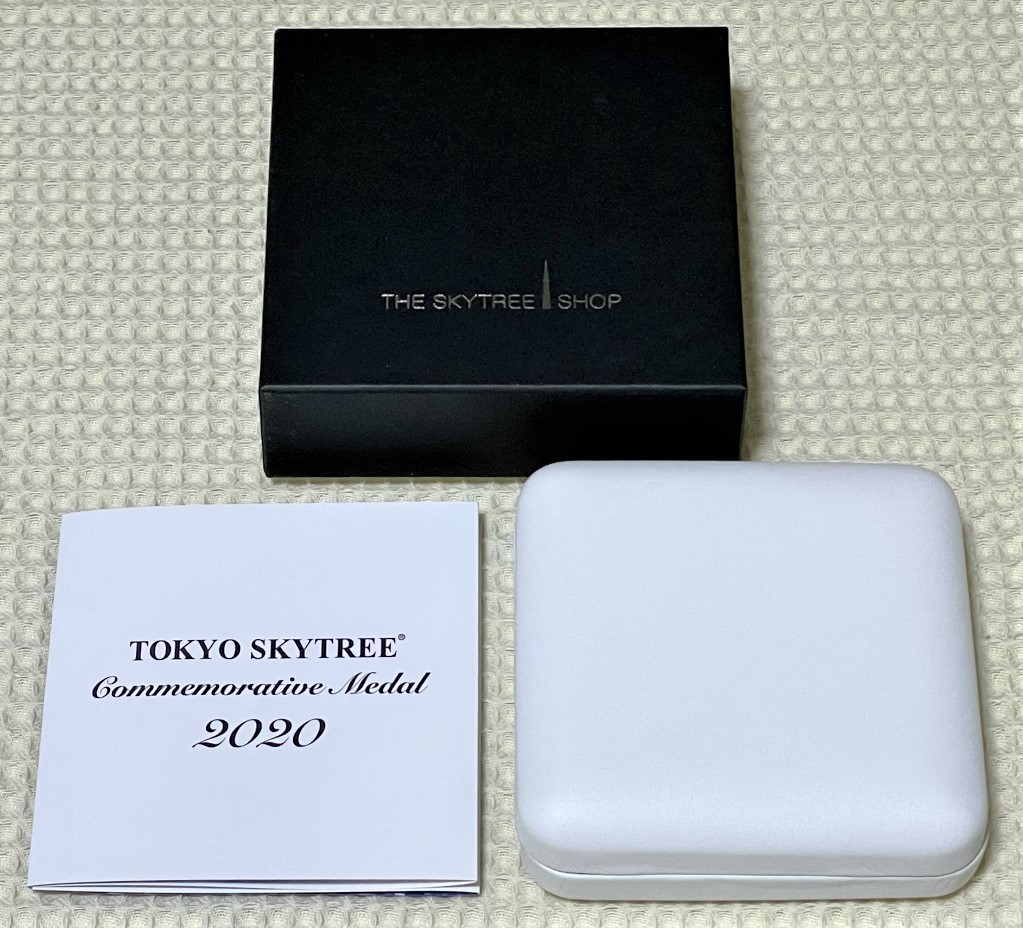 THE SKYTREE SHOP
TOKYO SKYTREE®
Commemorative Medal
2020